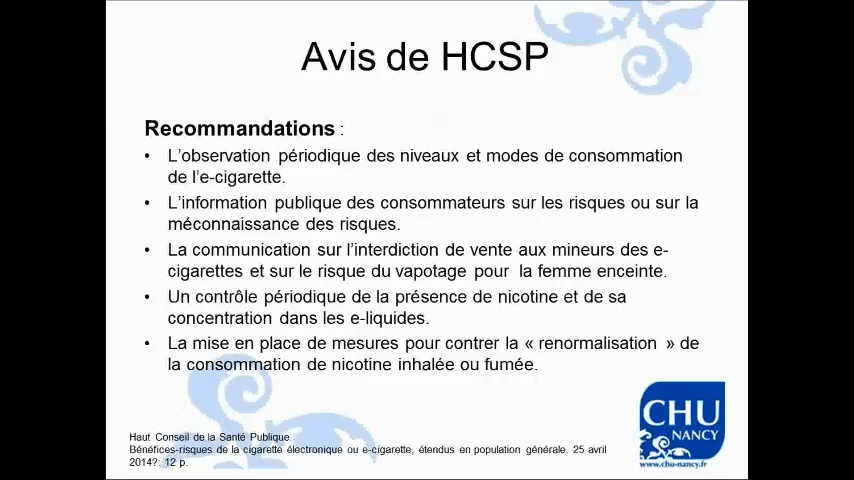 Avis de HCSP
Recommandations :
• L’observation périodique des niveaux et modes de consommation
de l’e-cigarette.
• L’information publique des consommateurs sur les risques ou sur la
méconnaissance des risques.
• La communication sur l’interdiction de vente aux mineurs des e-
cigarettes et sur le risque du vapotage pour la femme enceinte.
• Un contrôle périodique de la présence de nicotine et de sa
concentration dans les e-liquides.
• La mise en place de mesures pour contrer la « renormalisation » de
la consommation de nicotine inhalée ou fumée.
Haut Conseil de la Santé Publique
Bénéfices-risques de la cigarette électronique ou e-cigarette, étendus en population générale. 25 avril
2014?: 12 p.
CHU
NANCY
www.chu-nancy.fr